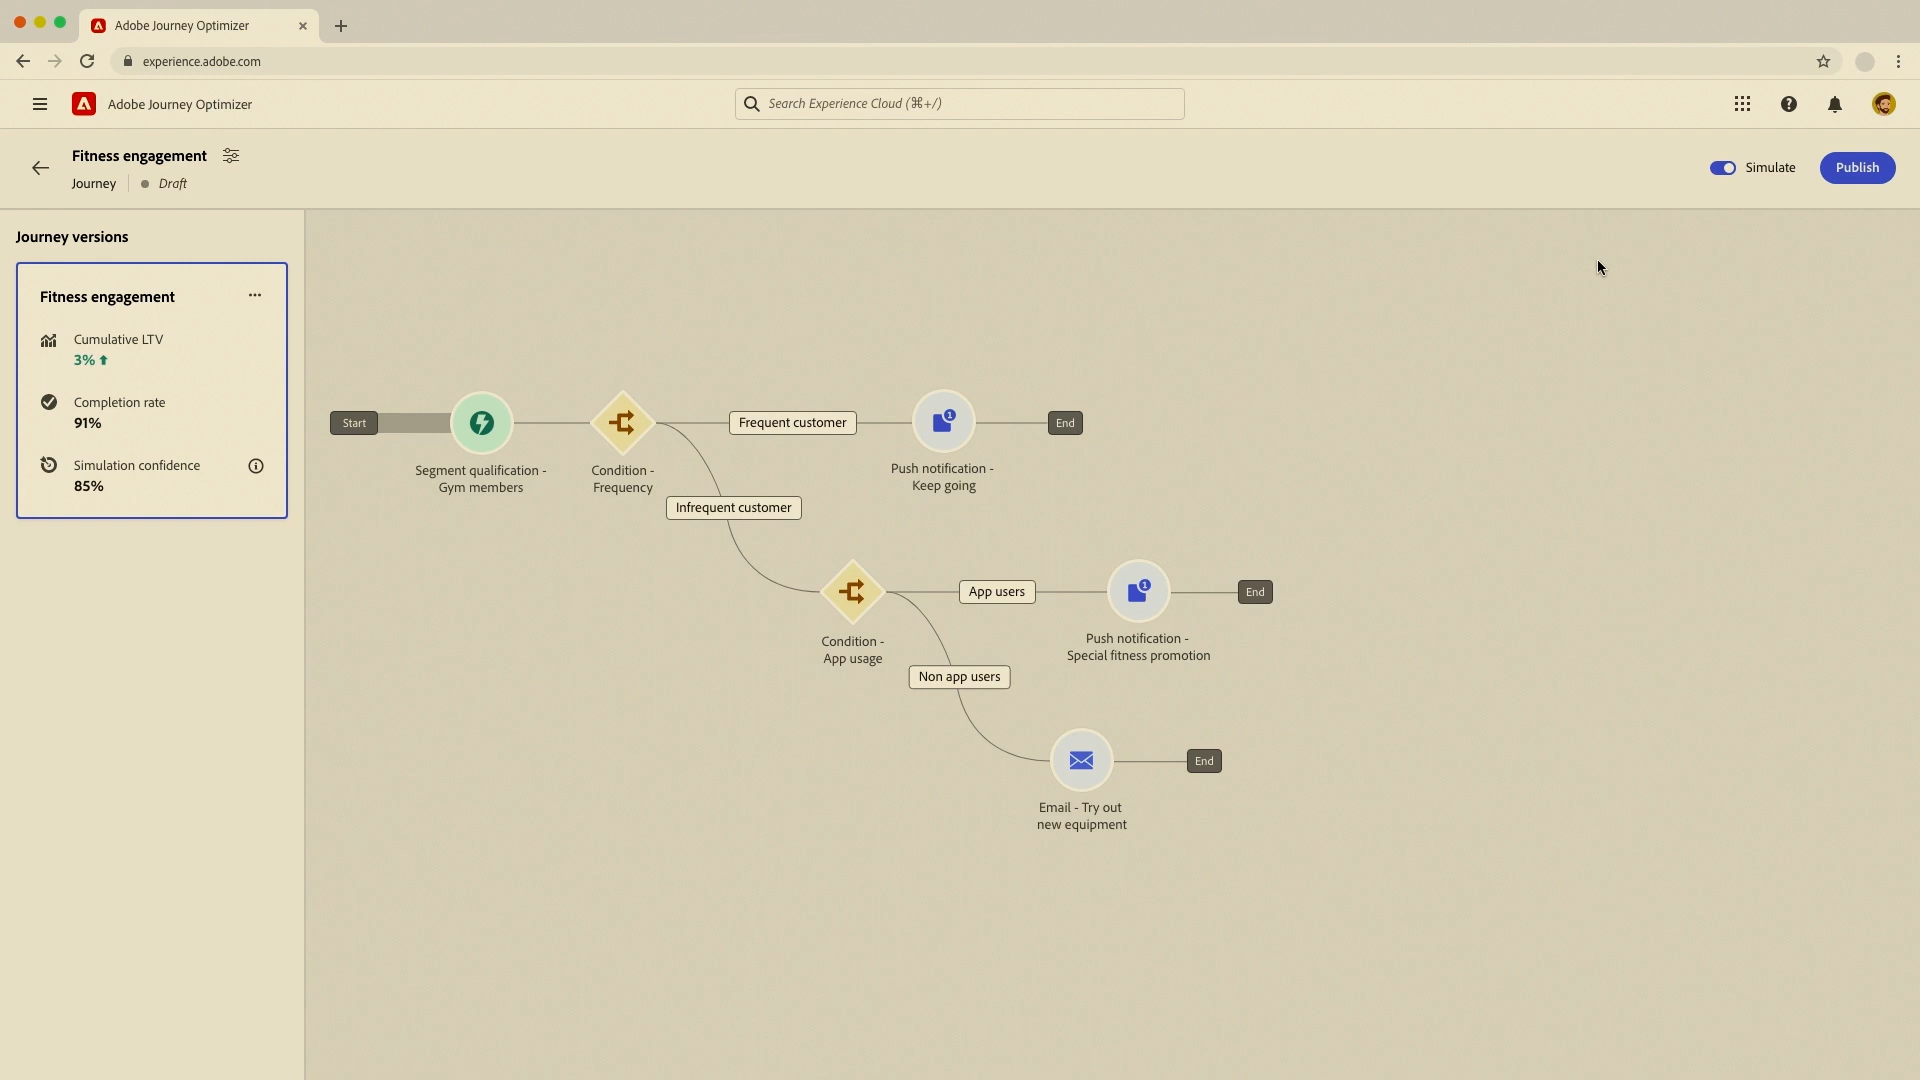 Adobe Journey Optimizer
experience.adobe.com
Adobe Journey Optimizer
Search Experience Cloud (⌘+/)
Fitness engagement
Journey
Draft
Simulate
Publish
Journey versions
Fitness engagement
Cumulative LTV
3%
Completion rate
91%
Simulation confidence
85%
Start
Segment qualification -
Gym members
Condition -
Frequency
Frequent customer
1
Push notification -
Keep going
End
Infrequent customer
Condition -
App usage
App users
1
Push notification -
Special fitness promotion
End
Non app users
Email - Try out
new equipment
End